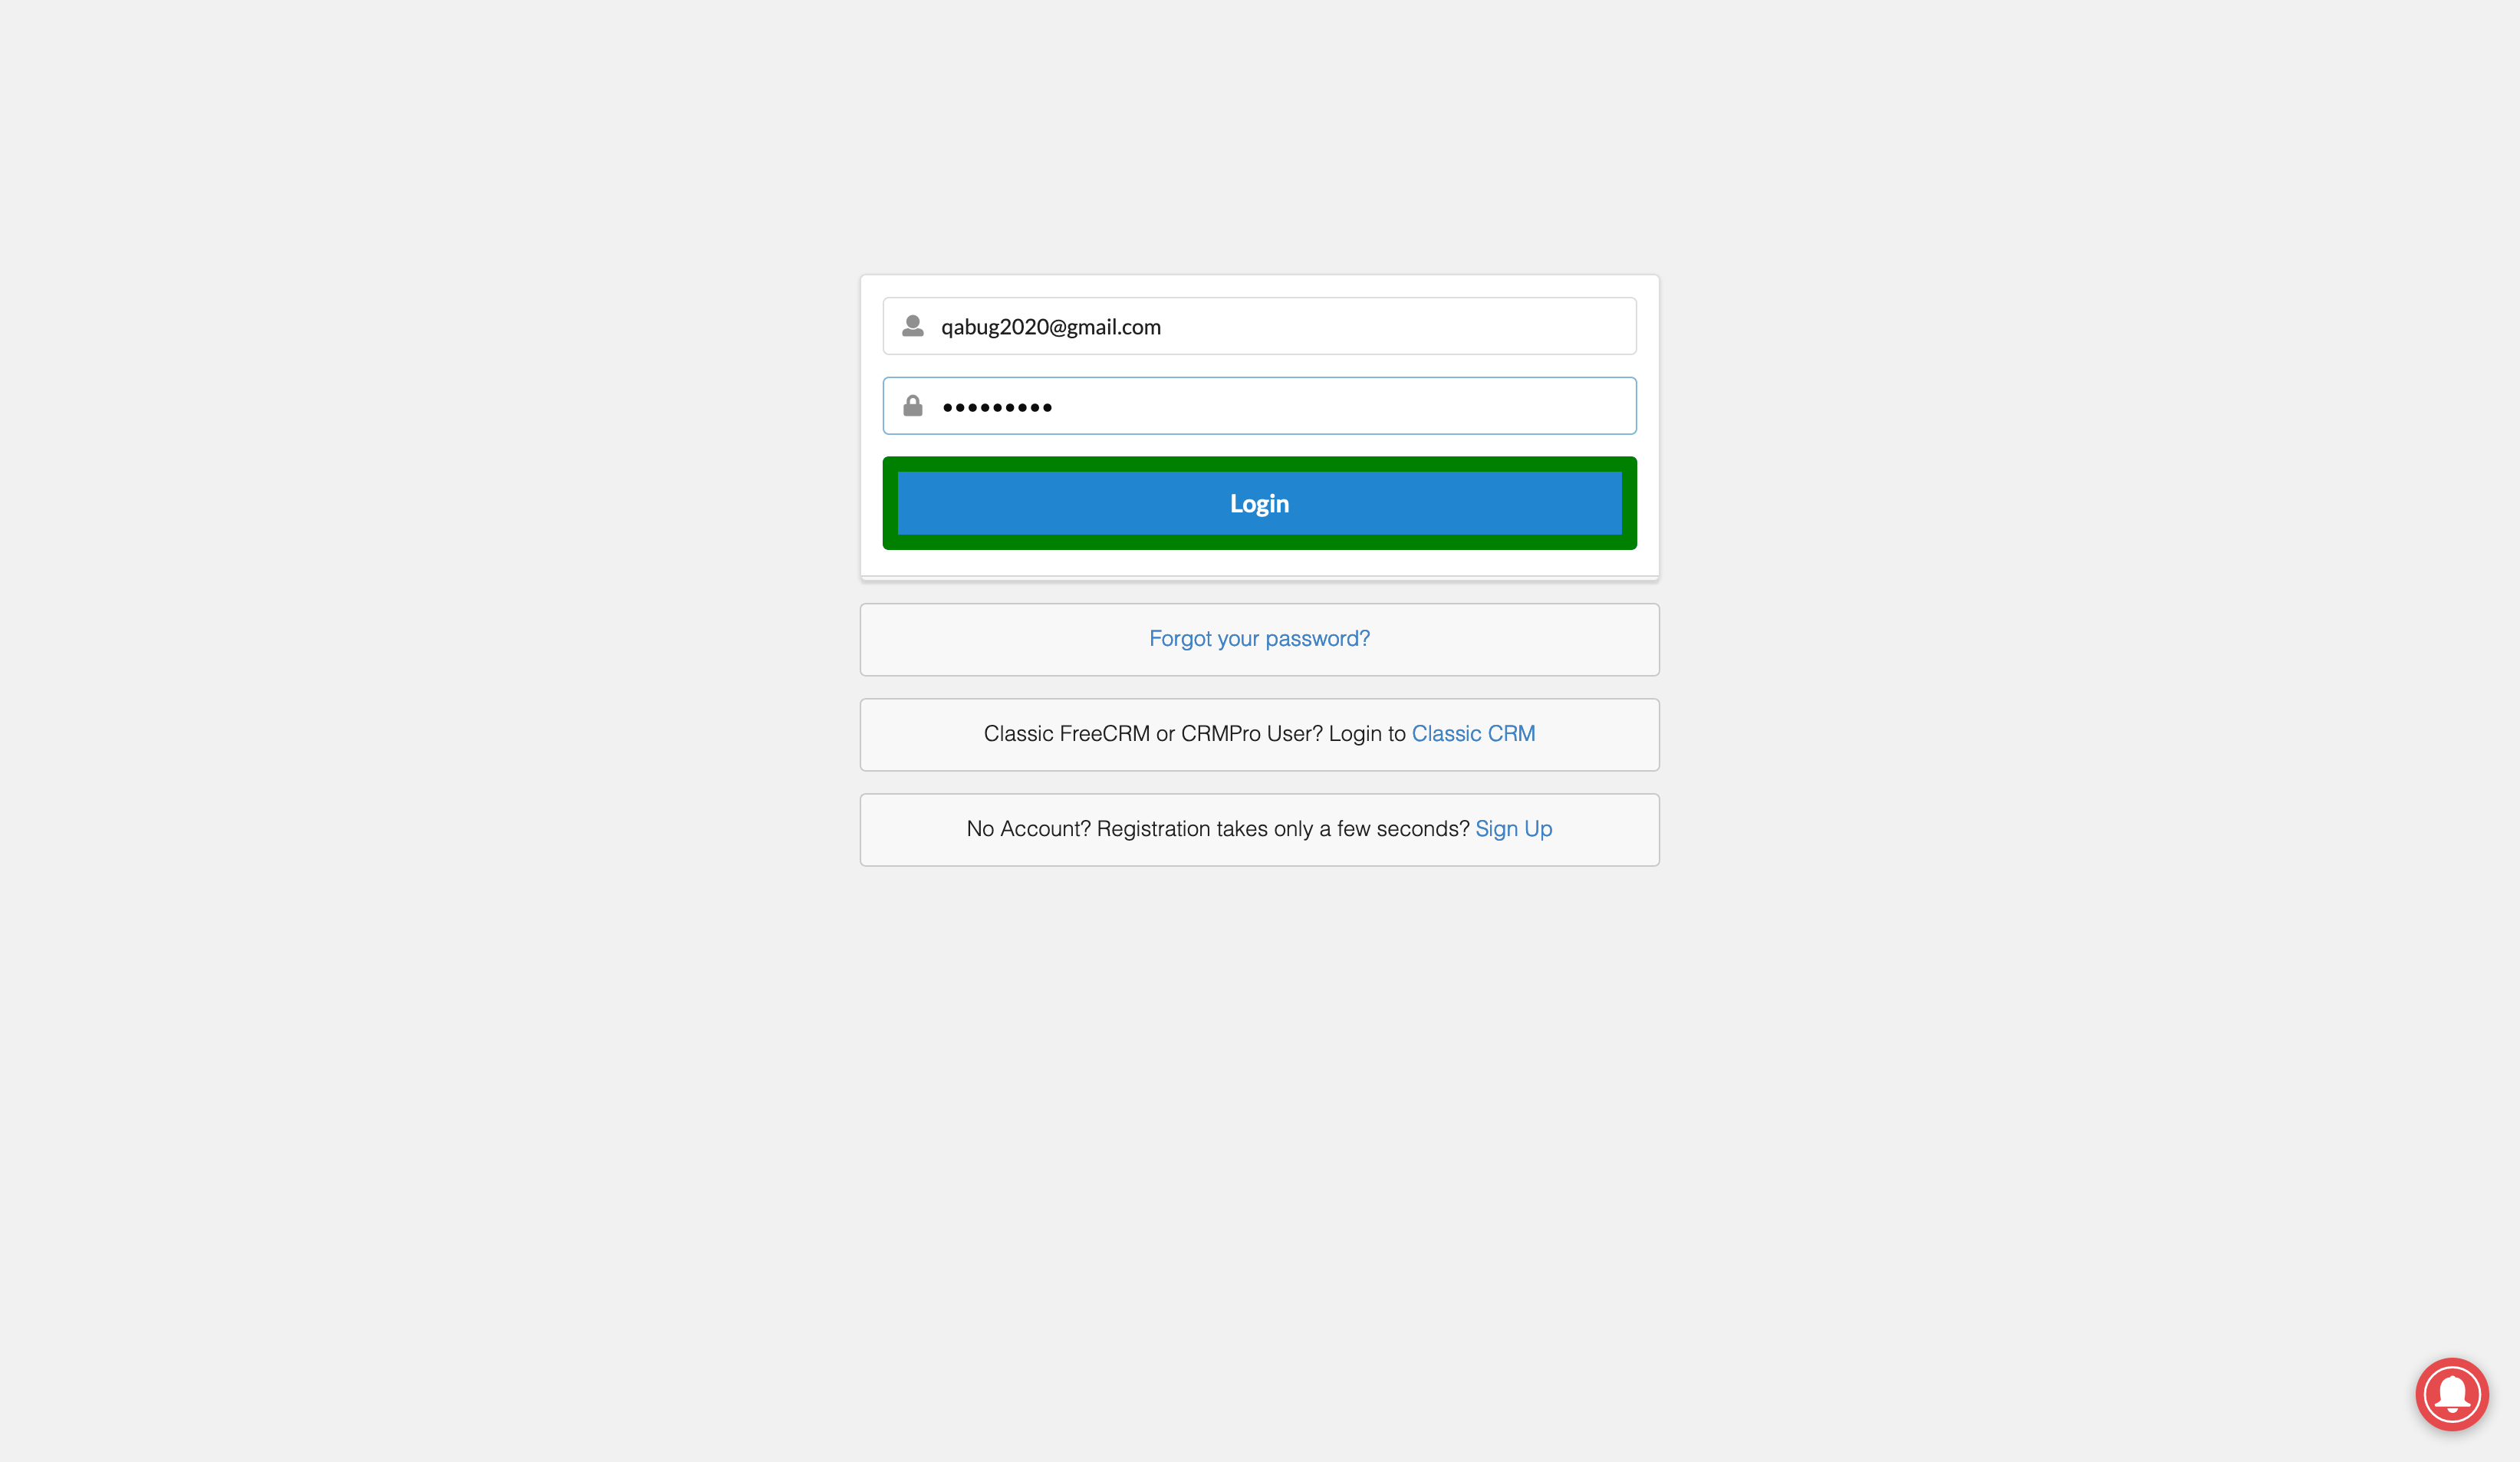 qabug2020@gmail.com
•••••••••
Login
Forgot your password?
Classic FreeCRM or CRMPro User? Login to Classic CRM
No Account? Registration takes only a few seconds? Sign Up